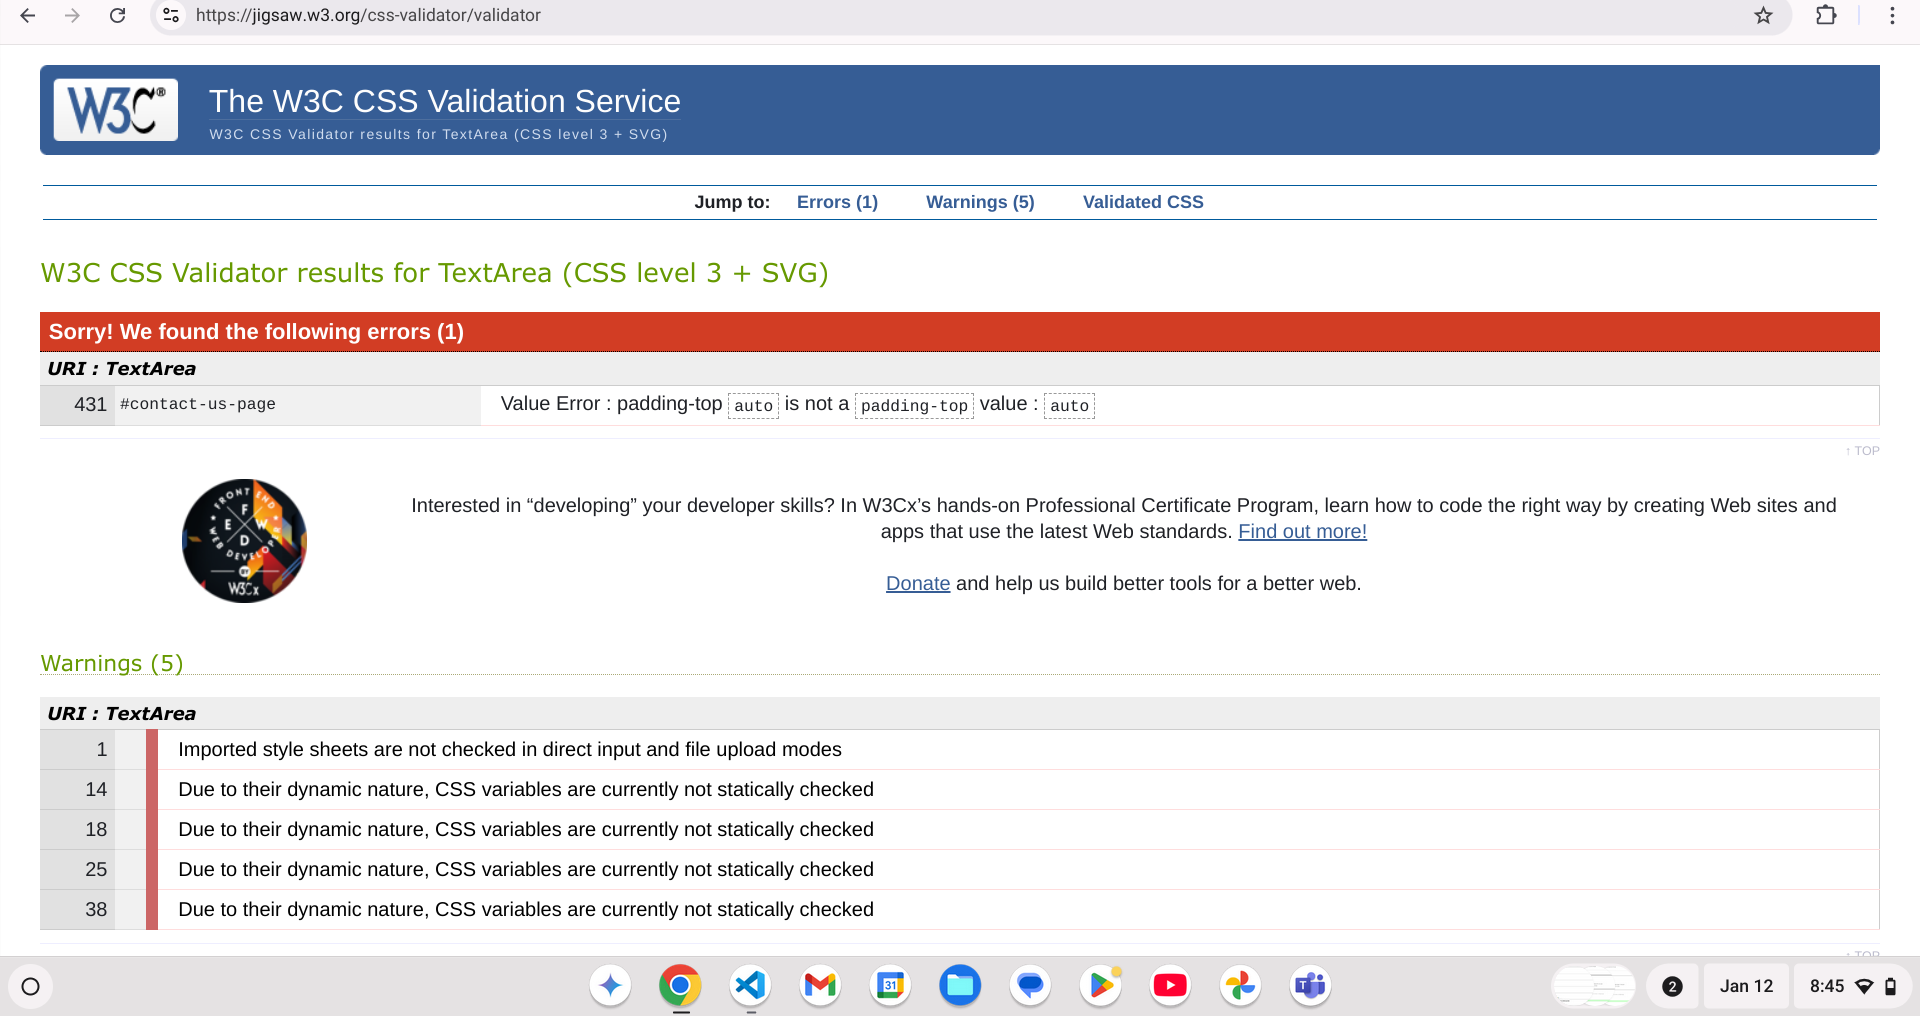 https://jigsaw.w3.org/css-validator/validator
W3C®
The W3C CSS Validation Service
W3C CSS Validator results for TextArea (CSS level 3 + SVG)
Jump to: Errors (1) Warnings (5) Validated CSS
W3C CSS Validator results for TextArea (CSS level 3 + SVG)
Sorry! We found the following errors (1)
URI : TextArea
431 #contact-us-page Value Error : padding-top auto is not a padding-top value : auto
↑ TOP
FRONT END
F
E W
D
WEB DEVELOPER
BY
W3Cx
Interested in “developing” your developer skills? In W3Cx’s hands-on Professional Certificate Program, learn how to code the right way by creating Web sites and
apps that use the latest Web standards. Find out more!
Donate and help us build better tools for a better web.
Warnings (5)
URI : TextArea
1 Imported style sheets are not checked in direct input and file upload modes
14 Due to their dynamic nature, CSS variables are currently not statically checked
18 Due to their dynamic nature, CSS variables are currently not statically checked
25 Due to their dynamic nature, CSS variables are currently not statically checked
38 Due to their dynamic nature, CSS variables are currently not statically checked
↑ TOP
31
T
2 Jan 12 8:45